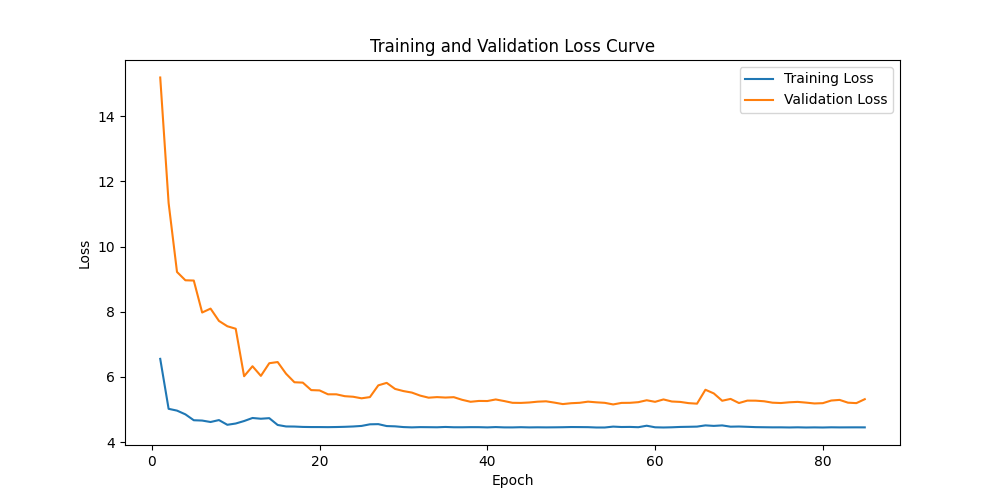 Training and Validation Loss Curve
Training Loss
Validation Loss
14
12
10
8
6
4
Loss
0 20 40 60 80
Epoch